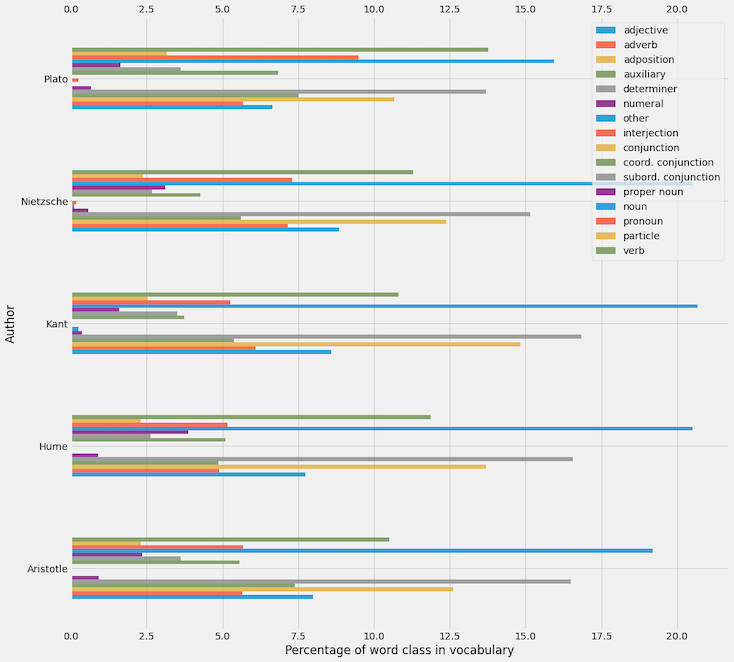 0.0 2.5 5.0 7.5 10.0 12.5 15.0 17.5 20.0
adjective
adverb
adposition
auxiliary
determiner
numeral
other
interjection
conjunction
coord. conjunction
subord. conjunction
proper noun
noun
pronoun
particle
verb
Plato
Nietzsche
Kant
Hume
Aristotle
Author
0.0 2.5 5.0 7.5 10.0 12.5 15.0 17.5 20.0
Percentage of word class in vocabulary